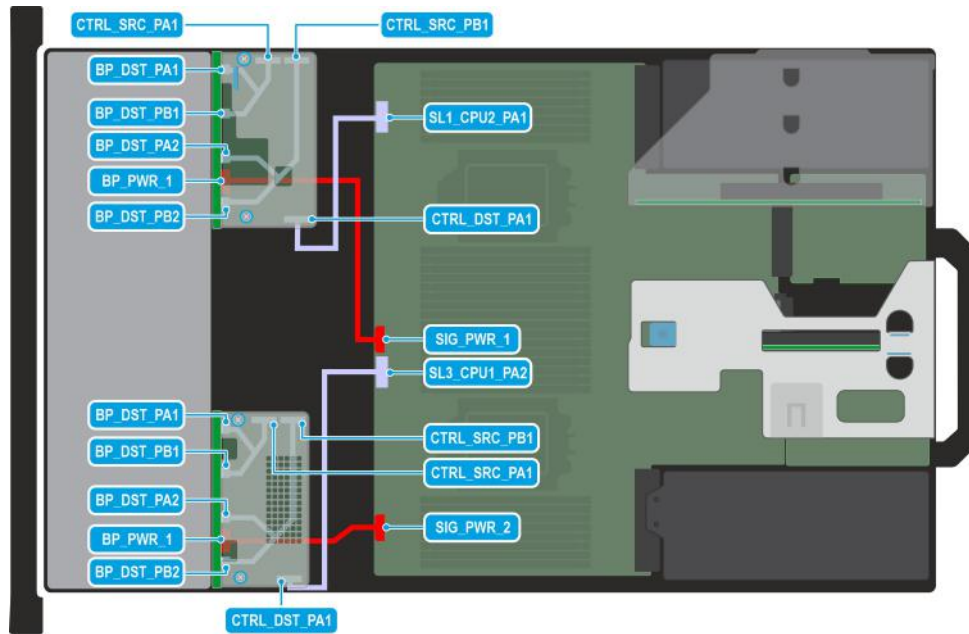 CTRL_SRC_PA1
CTRL_SRC_PB1
BP_DST_PA1
BP_DST_PB1
BP_DST_PA2
BP_PWR_1
BP_DST_PB2
SL1_CPU2_PA1
CTRL_DST_PA1
SIG_PWR_1
SL3_CPU1_PA2
BP_DST_PA1
BP_DST_PB1
BP_DST_PA2
BP_PWR_1
BP_DST_PB2
CTRL_SRC_PB1
CTRL_SRC_PA1
SIG_PWR_2
CTRL_DST_PA1